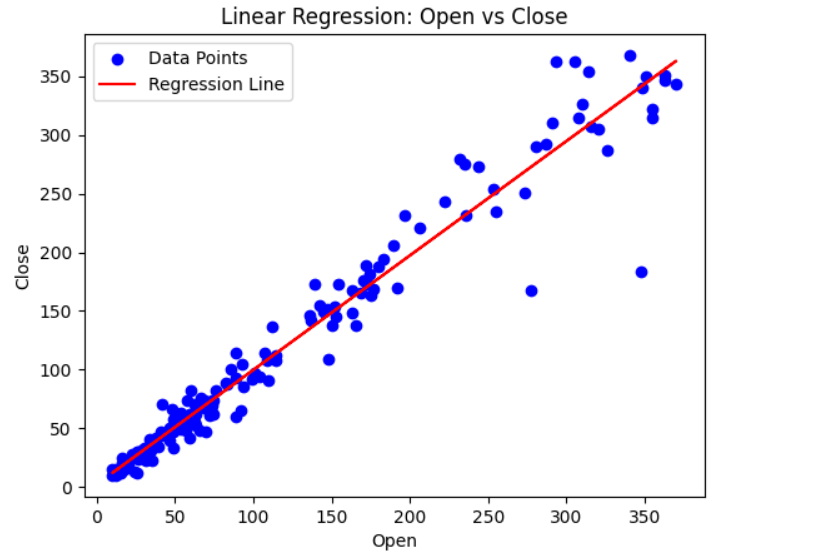 Linear Regression: Open vs Close
Data Points
Regression Line
350
300
250
200
150
100
50
0
Close
0 50 100 150 200 250 300 350
Open